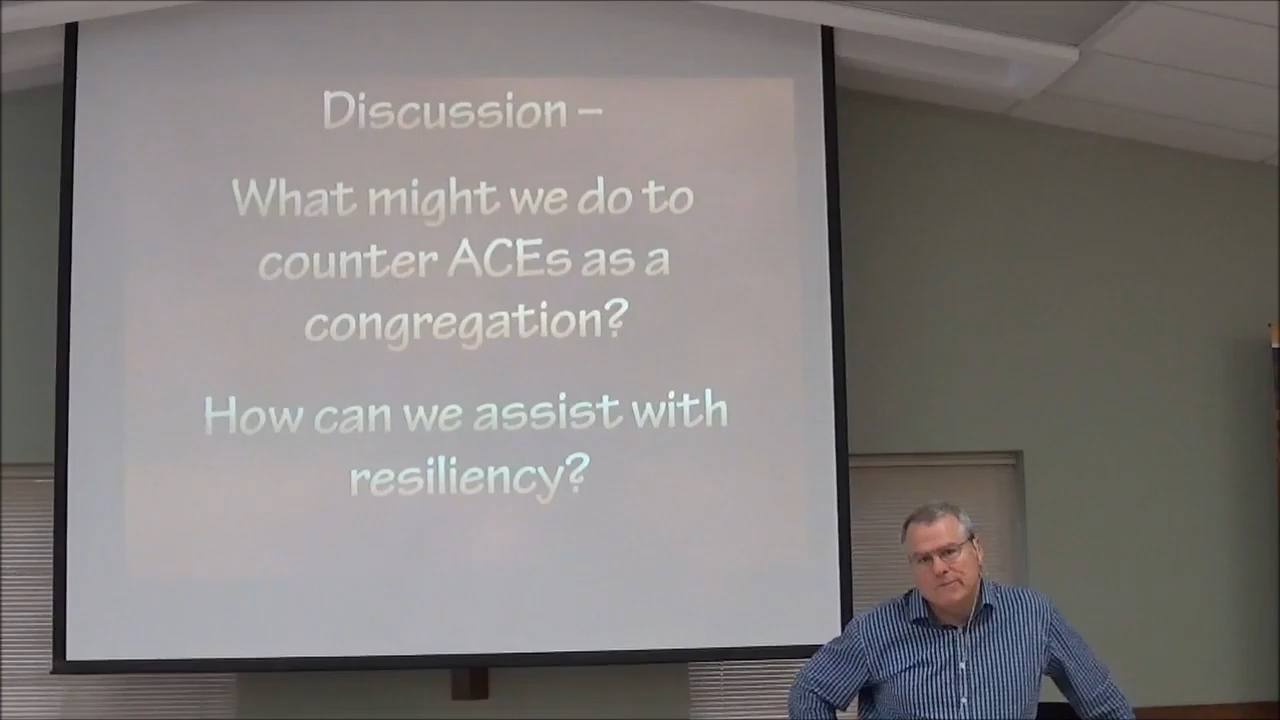 Discussion –
What might we do to
counter ACEs as a
congregation?
How can we assist with
resiliency?